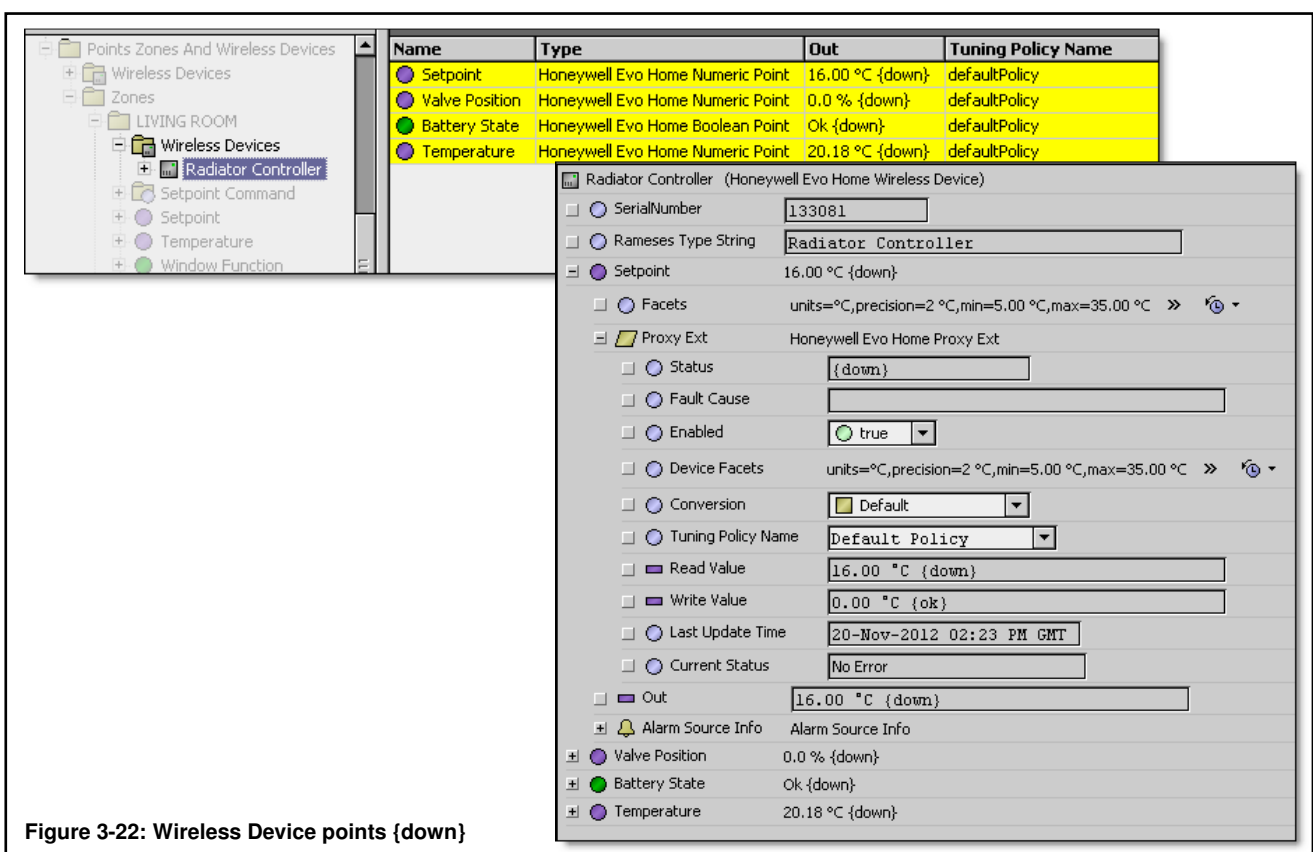 Points Zones And Wireless Devices
Wireless Devices
Zones
LIVING ROOM
Wireless Devices
Radiator Controller
Setpoint Command
Setpoint
Temperature
Window Function
Name Type Out Tuning Policy Name
Setpoint Honeywell Evo Home Numeric Point 16.00 °C {down} defaultPolicy
Valve Position Honeywell Evo Home Numeric Point 0.0 % {down} defaultPolicy
Battery State Honeywell Evo Home Boolean Point Ok {down} defaultPolicy
Temperature Honeywell Evo Home Numeric Point 20.18 °C {down} defaultPolicy
Radiator Controller (Honeywell Evo Home Wireless Device)
SerialNumber 133081
Rameses Type String Radiator Controller
Setpoint 16.00 °C {down}
Facets units=°C,precision=2 °C,min=5.00 °C,max=35.00 °C »
Proxy Ext Honeywell Evo Home Proxy Ext
Status {down}
Fault Cause
Enabled true
Device Facets units=°C,precision=2 °C,min=5.00 °C,max=35.00 °C »
Conversion Default
Tuning Policy Name Default Policy
Read Value 16.00 °C {down}
Write Value 0.00 °C {ok}
Last Update Time 20-Nov-2012 02:23 PM GMT
Current Status No Error
Out 16.00 °C {down}
Alarm Source Info Alarm Source Info
Valve Position 0.0 % {down}
Battery State Ok {down}
Temperature 20.18 °C {down}
Figure 3-22: Wireless Device points {down}